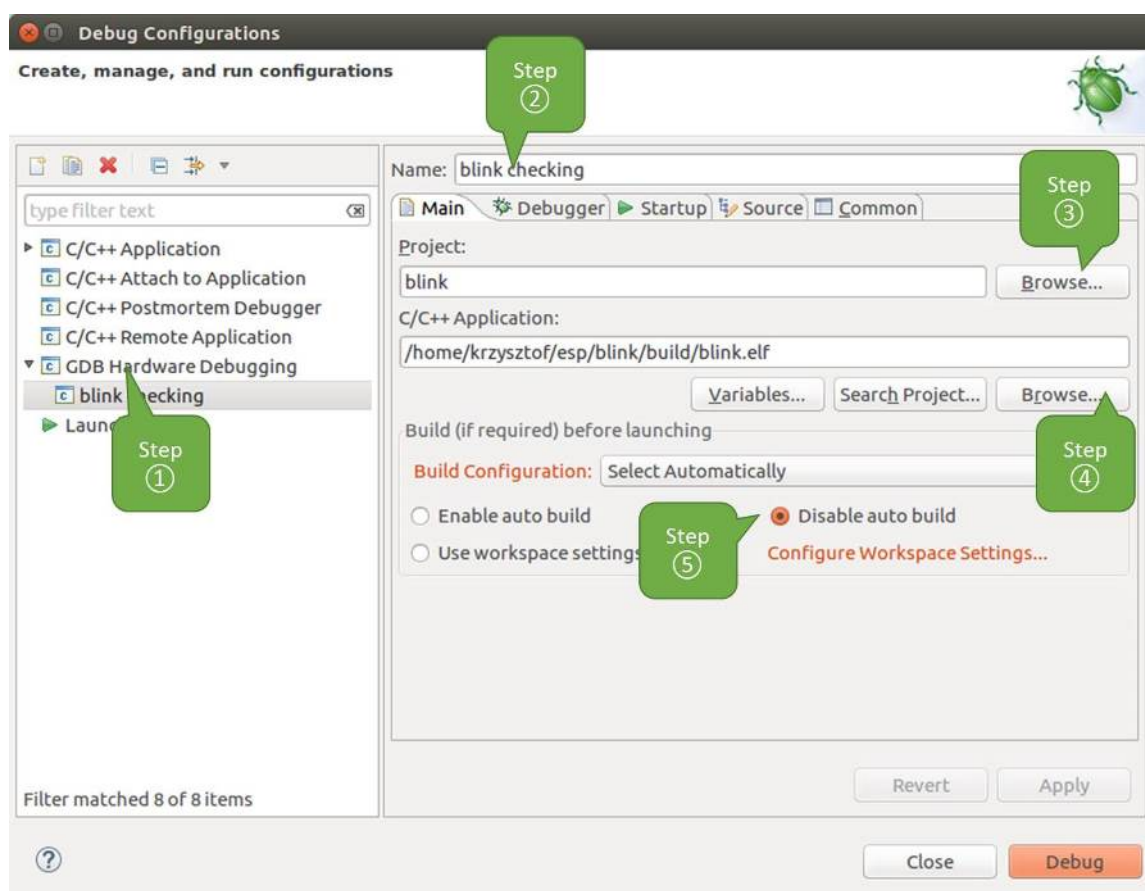 Debug Configurations
Create, manage, and run configurations
Step
②
Name: blink checking
Step
③
type filter text
Main Debugger Startup Source Common
C/C++ Application
C/C++ Attach to Application
C/C++ Postmortem Debugger
C/C++ Remote Application
GDB Hardware Debugging
blink checking
Launc
Step
①
Project:
blink
Browse...
C/C++ Application:
/home/krzysztof/esp/blink/build/blink.elf
Variables... Search Project... Browse...
Step
④
Build (if required) before launching
Build Configuration: Select Automatically
Enable auto build
Disable auto build
Step
⑤
Use workspace settings
Configure Workspace Settings...
Revert Apply
Filter matched 8 of 8 items
?
Close Debug